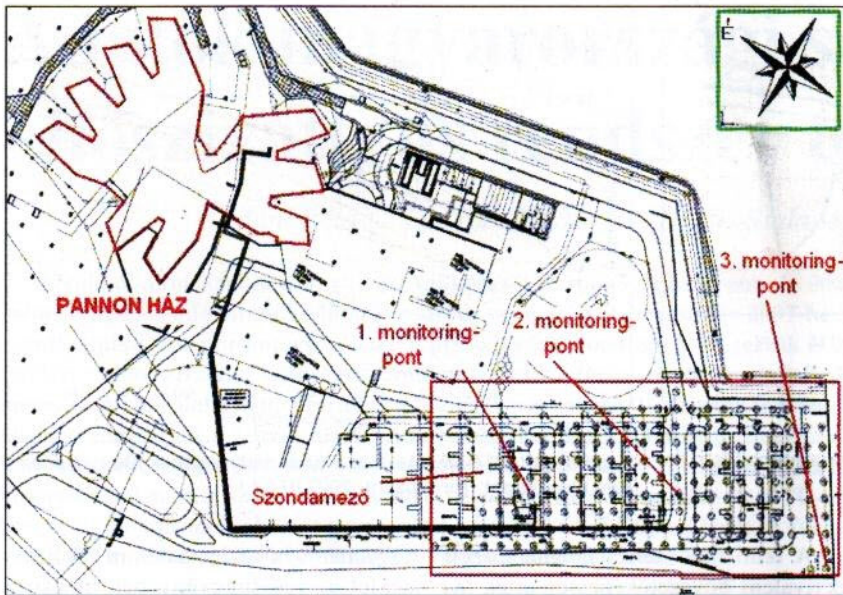 É
3. monitoring-
pont
PANNON HÁZ
1. monitoring-
pont
2. monitoring-
pont
Szondamező